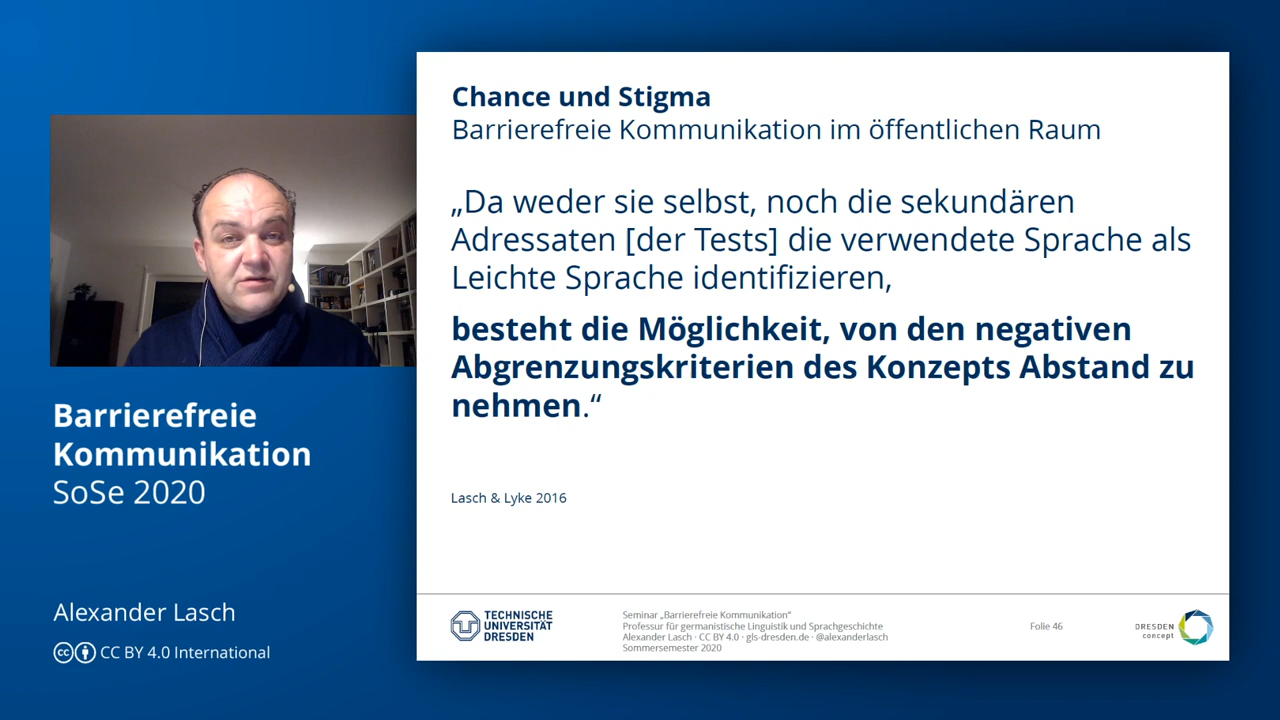 Chance und Stigma
Barrierefreie Kommunikation im öffentlichen Raum
„Da weder sie selbst, noch die sekundären
Adressaten [der Tests] die verwendete Sprache als
Leichte Sprache identifizieren,
besteht die Möglichkeit, von den negativen
Abgrenzungskriterien des Konzepts Abstand zu
nehmen.“
Lasch & Lyke 2016
Barrierefreie
Kommunikation
SoSe 2020
Alexander Lasch
cc CC BY 4.0 International
TECHNISCHE
UNIVERSITÄT
DRESDEN
Seminar „Barrierefreie Kommunikation“
Professur für germanistische Linguistik und Sprachgeschichte
Alexander Lasch · CC BY 4.0 · gls-dresden.de · @alexanderlasch
Sommersemester 2020
Folie 46
DRESDEN
concept